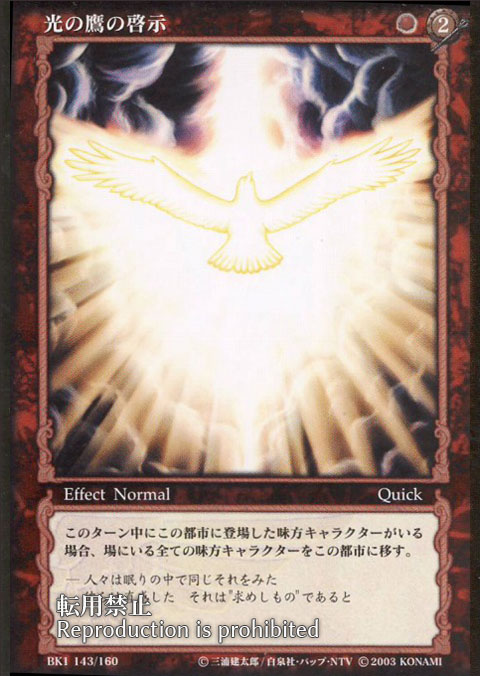 光の鷹の啓示
2
Effect Normal Quick
このターン中にこの都市に登場した味方キャラクターがいる
場合、場にいる全ての味方キャラクターをこの都市に移す。
― 人々は眠りの中で同じそれをみた
した それは"求めしもの"であると
転用禁止
Reproduction is prohibited
BK1 143/160 ©三浦建太郎/白泉社・バップ・NTV ©2003 KONAMI